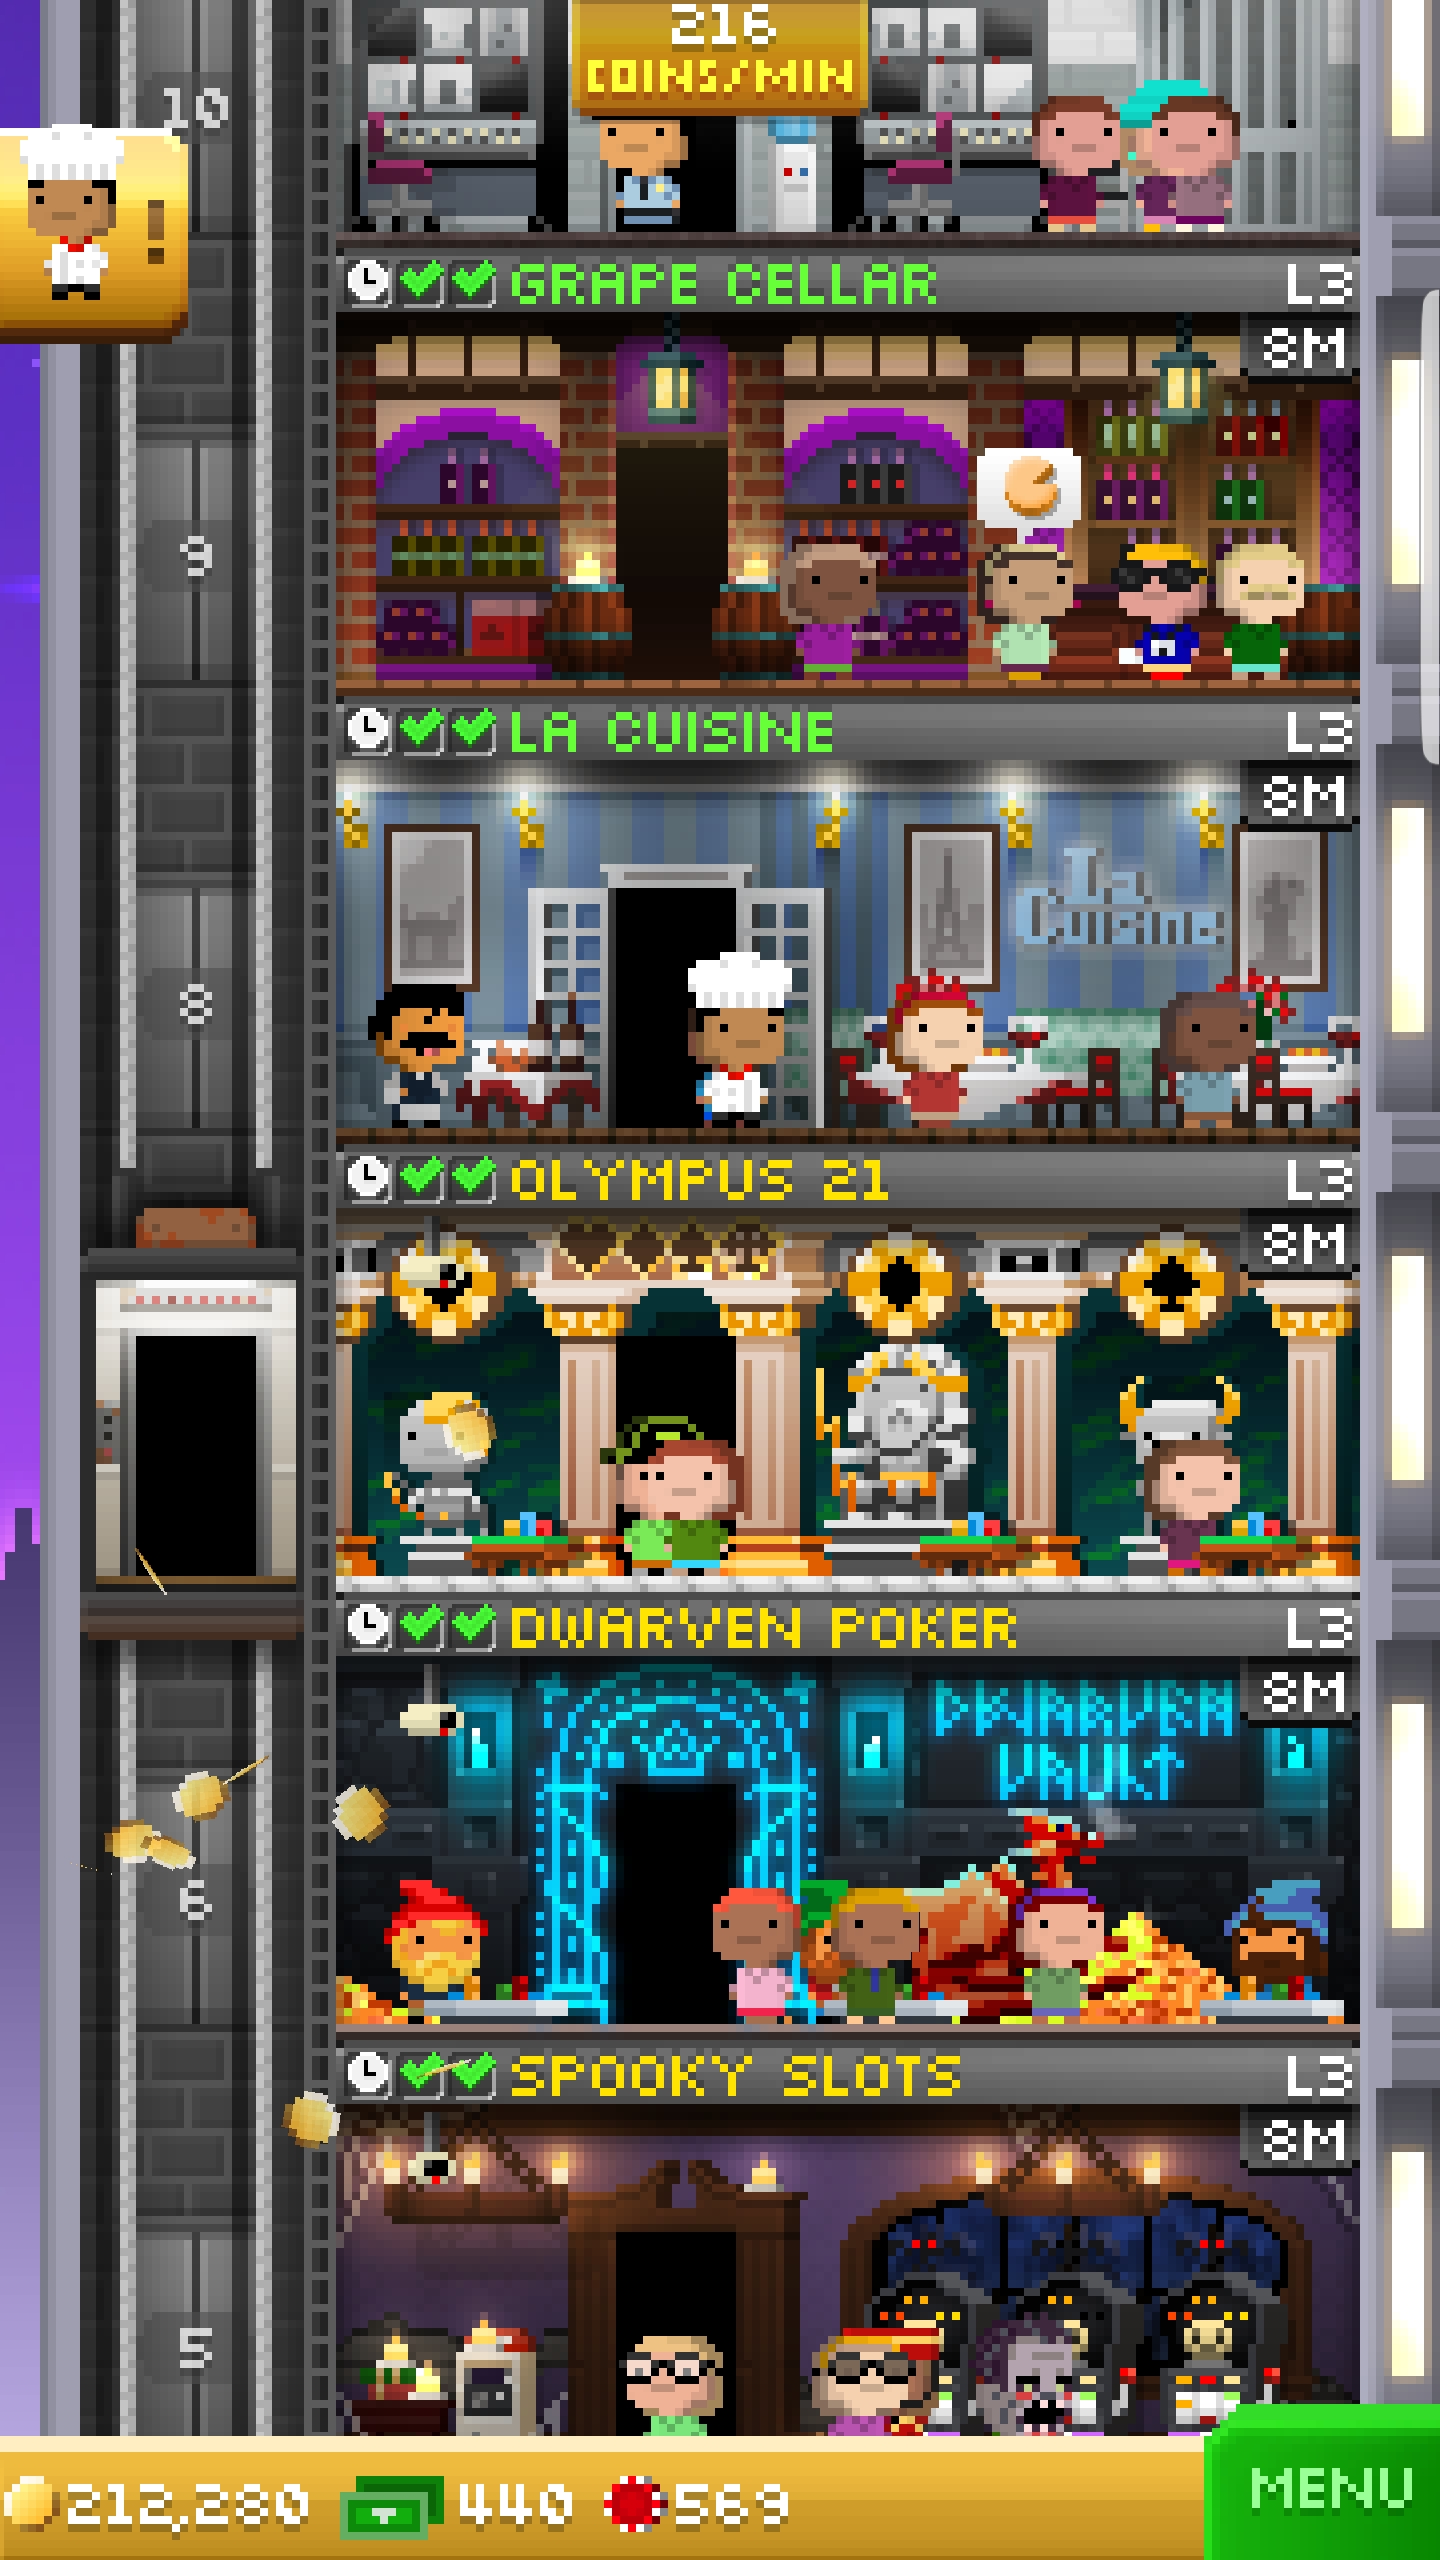 216
COINS/MIN
10
GRAPE CELLAR L3
8M
9
LA CUISINE L3
8M
La
Cuisine
8
OLYMPUS 21 L3
8M
DWARVEN POKER L3
8M
DWARVEN
VAULT
6
SPOOKY SLOTS L3
8M
5
212,280 440 569
MENU